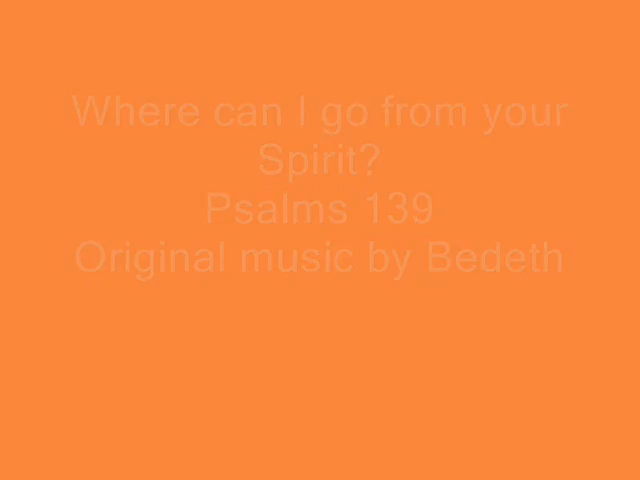 Where can I go from your
Spirit?
Psalms 139
Original music by Bedeth